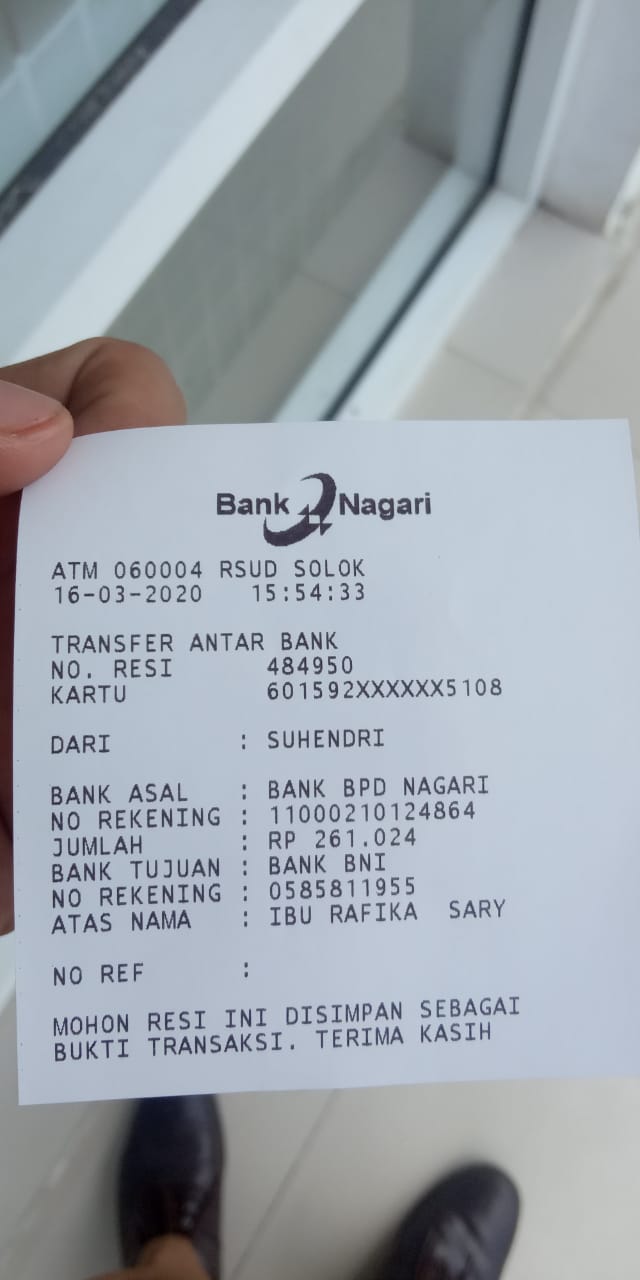 Bank Nagari
ATM 060004 RSUD SOLOK
16-03-2020 15:54:33
TRANSFER ANTAR BANK
NO. RESI 484950
KARTU 601592XXXXXX5108
DARI : SUHENDRI
BANK ASAL : BANK BPD NAGARI
NO REKENING : 11000210124864
JUMLAH : RP 261.024
BANK TUJUAN : BANK BNI
NO REKENING : 0585811955
ATAS NAMA : IBU RAFIKA SARY
NO REF :
MOHON RESI INI DISIMPAN SEBAGAI
BUKTI TRANSAKSI. TERIMA KASIH